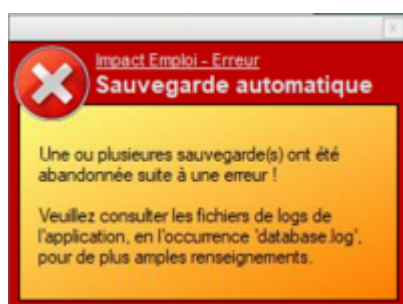 Impact Emploi - Erreur
Sauvegarde automatique
Une ou plusieures sauvegarde(s) ont été
abandonnée suite à une erreur !
Veuillez consulter les fichiers de logs de
l'application, en l'occurrence 'database.log',
pour de plus amples renseignements.